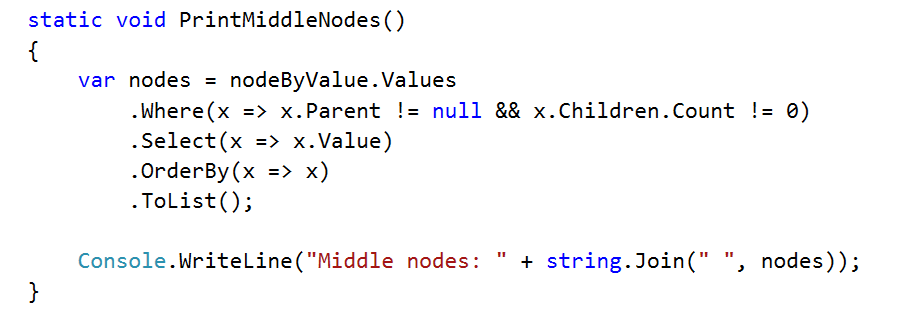 static void PrintMiddleNodes()
{
    var nodes = nodeByValue.Values
        .Where(x => x.Parent != null && x.Children.Count != 0)
        .Select(x => x.Value)
        .OrderBy(x => x)
        .ToList();

    Console.WriteLine("Middle nodes: " + string.Join(" ", nodes));
}